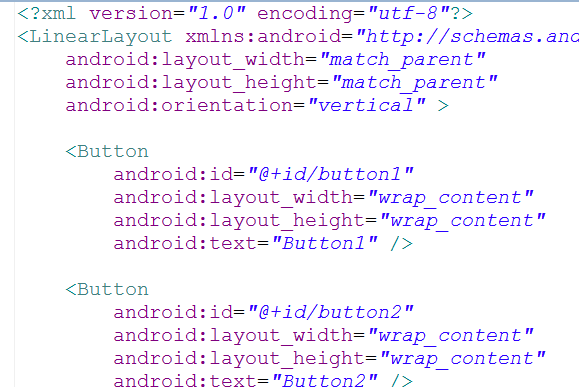 <?xml version="1.0" encoding="utf-8"?>
<LinearLayout xmlns:android="http://schemas.and
android:layout_width="match_parent"
android:layout_height="match_parent"
android:orientation="vertical" >
<Button
android:id="@+id/button1"
android:layout_width="wrap_content"
android:layout_height="wrap_content"
android:text="Button1" />
<Button
android:id="@+id/button2"
android:layout_width="wrap_content"
android:layout_height="wrap_content"
android:text="Button2" />